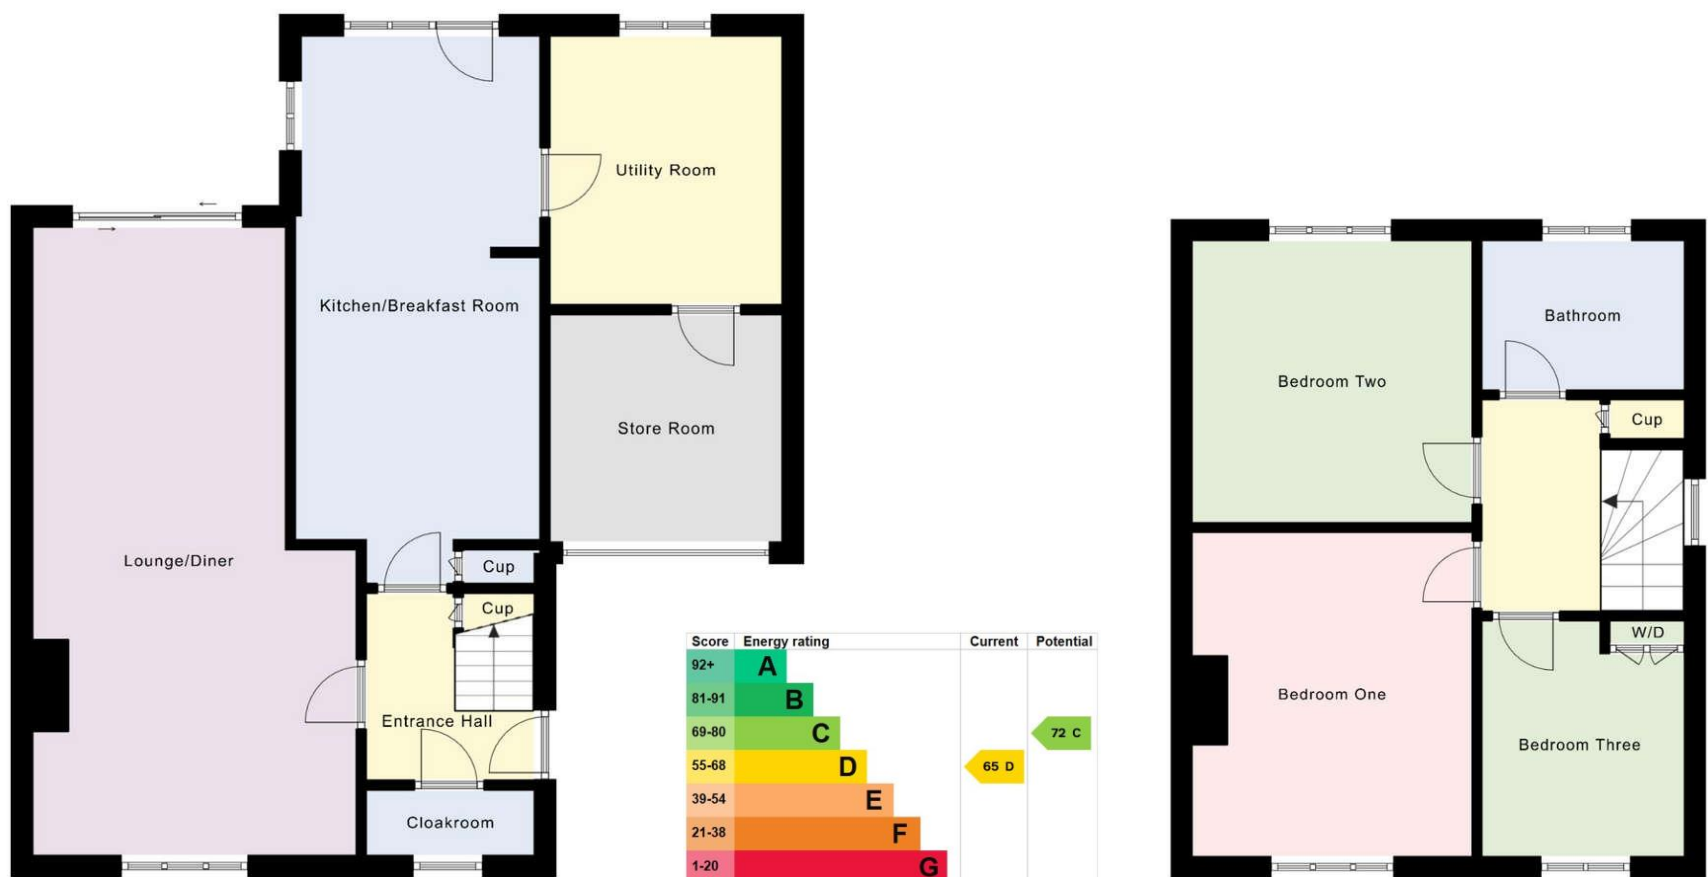 Utility Room
Kitchen/Breakfast Room
Store Room
Lounge/Diner
Cup
Cup
Entrance Hall
Cloakroom
Score Energy rating Current Potential
92+ A
81-91 B
69-80 C 72 C
55-68 D 65 D
39-54 E
21-38 F
1-20 G
Bedroom Two
Bathroom
Cup
W/D
Bedroom One
Bedroom Three